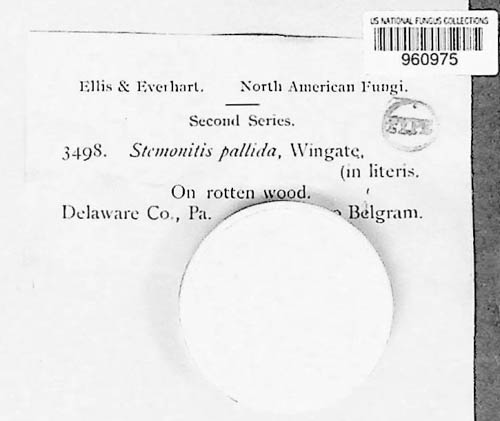 US NATIONAL FUNGUS COLLECTIONS
960975
Ellis & Everhart. North American Fungi.
Second Series.
3498. Stemonitis pallida, Wingate,
(in literis.
On rotten wood.
Delaware Co., Pa. Belgram.